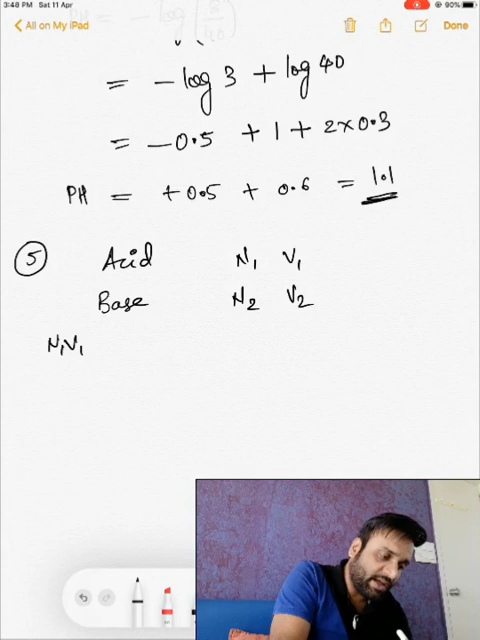 3:48 PM Sat 11 Apr 90%
All on My iPad Done
= - log 3 + log 40
= -0.5 + 1 + 2×0.3
PH = +0.5 + 0.6 = 1.1
5 Acid N₁ V₁
Base N₂ V₂
N₁V₁